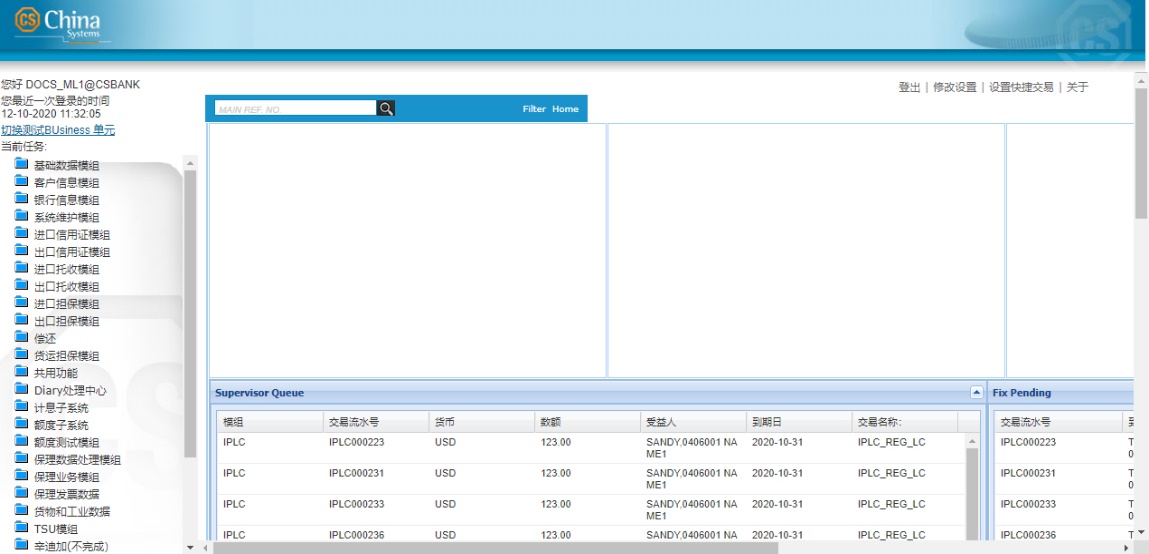 CS China
Systems
CS
您好 DOCS_ML1@CSBANK
您最近一次登录的时间
12-10-2020 11:32:05
切换测试BUsiness 单元
当前任务:
登出 | 修改设置 | 设置快捷交易 | 关于
MAIN REF. NO. Filter Home
基础数据模组
客户信息模组
银行信息模组
系统维护模组
进口信用证模组
出口信用证模组
进口托收模组
出口托收模组
进口担保模组
出口担保模组
偿还
货运担保模组
共用功能
Diary处理中心
计息子系统
额度子系统
额度测试模组
保理数据处理模组
保理业务模组
保理发票数据
货物和工业数据
TSU模组
辛迪加(不完成)
Supervisor Queue
模组 交易流水号 货币 数额 受益人 到期日 交易名称:
IPLC IPLC000223 USD 123.00 SANDY,0406001 NA 2020-10-31 IPLC_REG_LC
ME1
IPLC IPLC000231 USD 123.00 SANDY,0406001 NA 2020-10-31 IPLC_REG_LC
ME1
IPLC IPLC000233 USD 123.00 SANDY,0406001 NA 2020-10-31 IPLC_REG_LC
ME1
IPLC IPLC000236 USD 123.00 SANDY,0406001 NA 2020-10-31 IPLC_REG_LC
Fix Pending
交易流水号
IPLC000223 T
0
IPLC000231 T
0
IPLC000233 T
0
IPLC000236 T